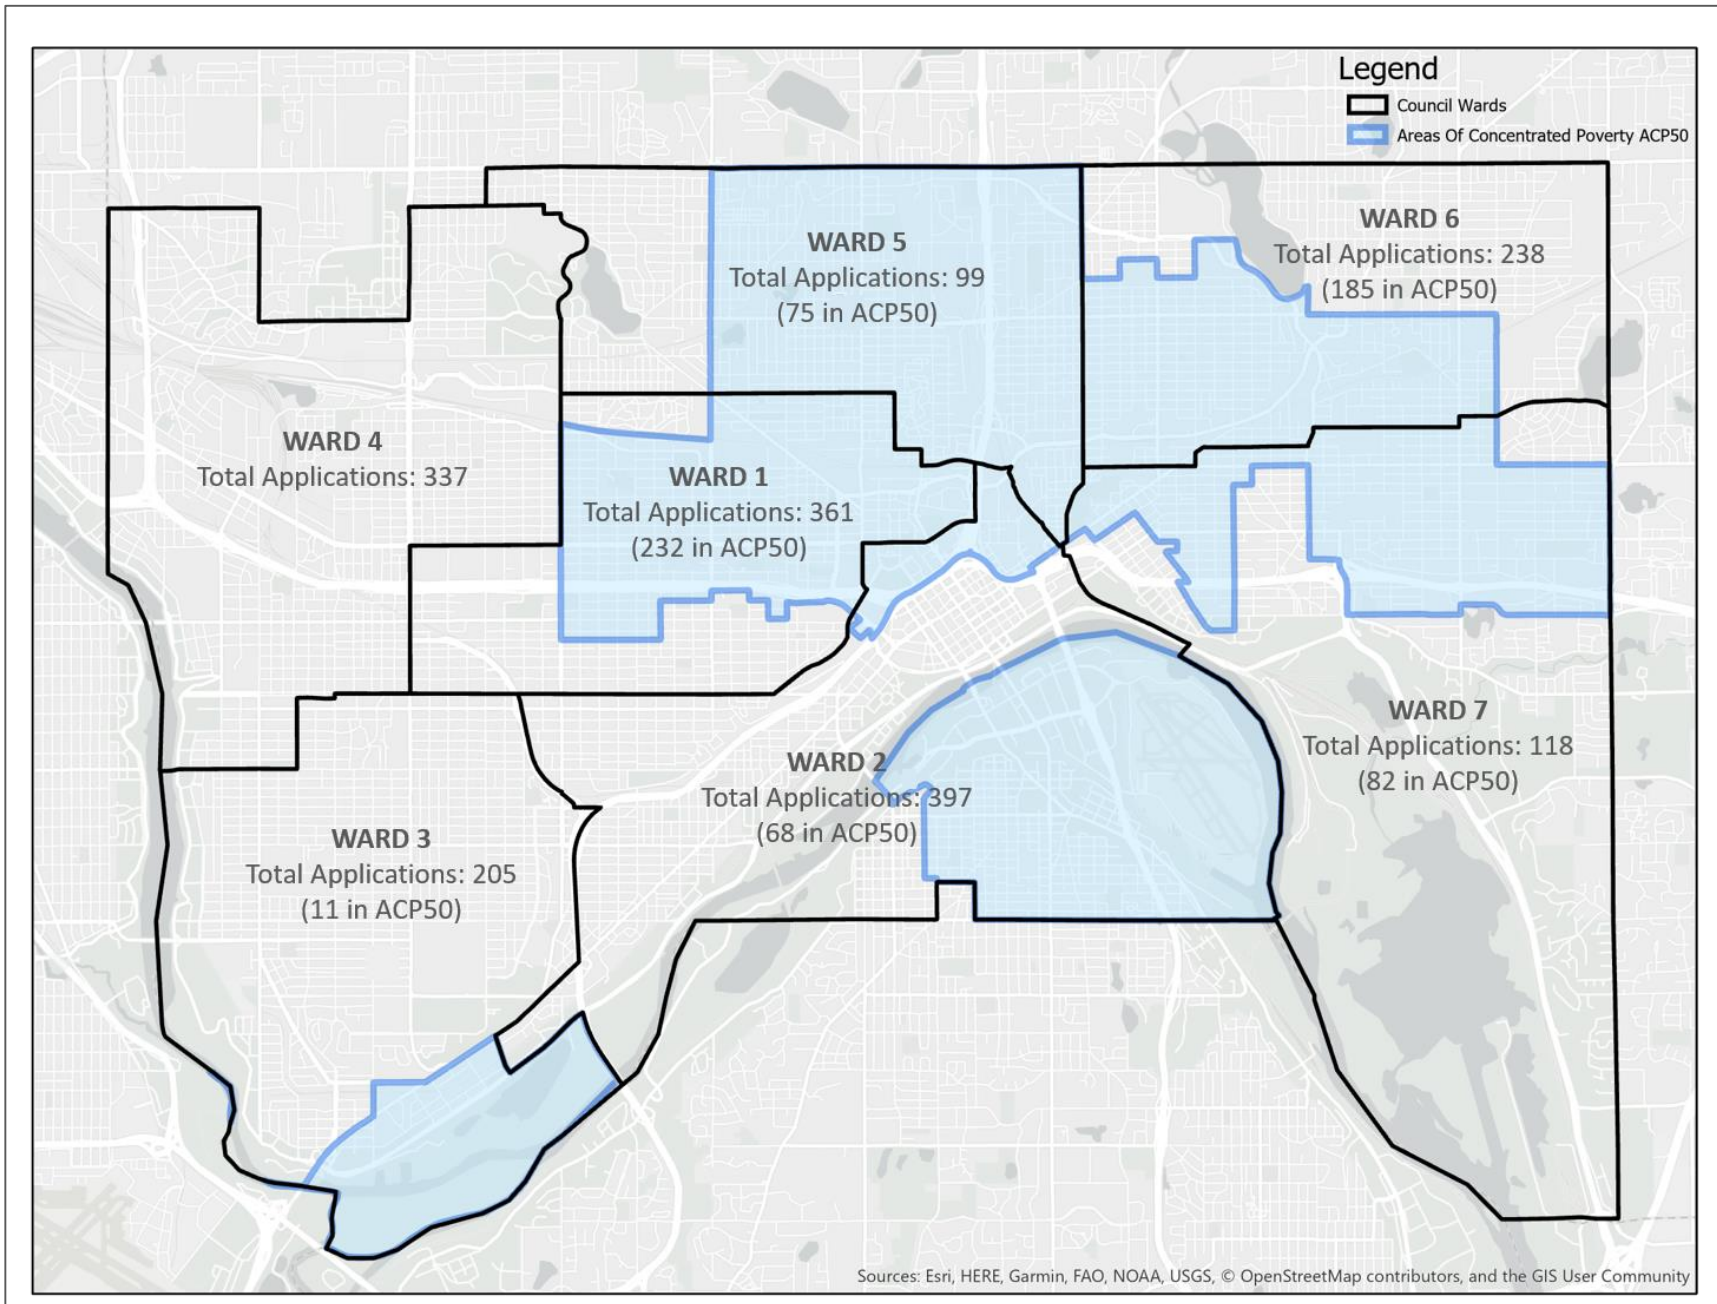 Legend
Council Wards
Areas Of Concentrated Poverty ACP50
WARD 5
Total Applications: 99
(75 in ACP50)
WARD 6
Total Applications: 238
(185 in ACP50)
WARD 4
Total Applications: 337
WARD 1
Total Applications: 361
(232 in ACP50)
WARD 7
Total Applications: 118
(82 in ACP50)
WARD 2
Total Applications: 397
(68 in ACP50)
WARD 3
Total Applications: 205
(11 in ACP50)
Sources: Esri, HERE, Garmin, FAO, NOAA, USGS, © OpenStreetMap contributors, and the GIS User Community